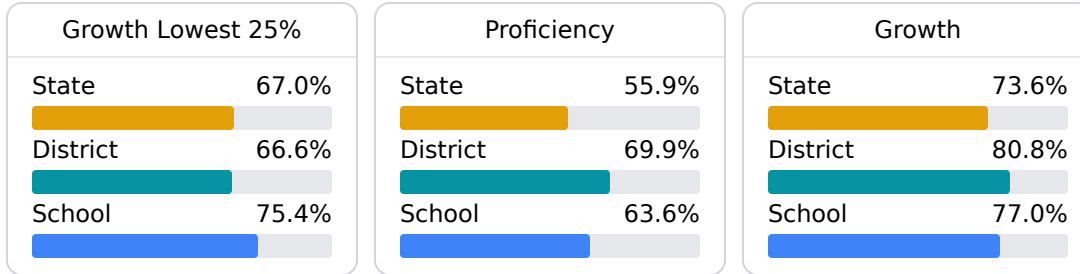 Growth Lowest 25%
State 67.0%
District 66.6%
School 75.4%
Proficiency
State 55.9%
District 69.9%
School 63.6%
Growth
State 73.6%
District 80.8%
School 77.0%